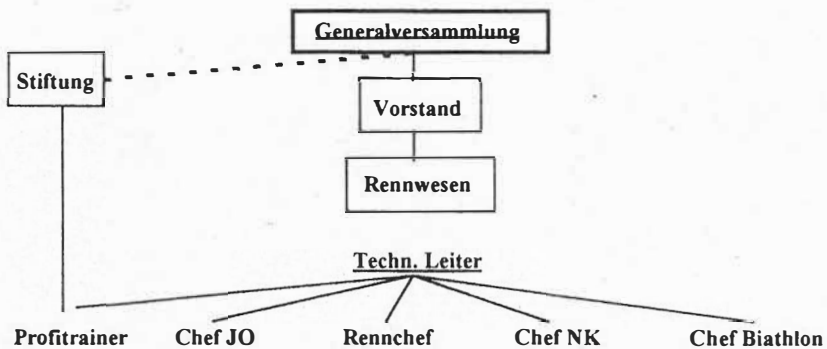 Generalversammlung
Stiftung
Vorstand
Rennwesen
Techn. Leiter
Profitrainer Chef JO Rennchef Chef NK Chef Biathlon